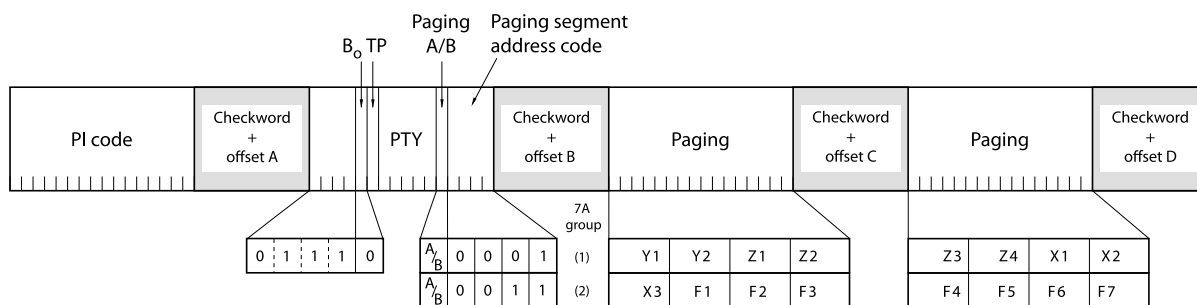 Paging Paging segment
B₀ TP A/B address code
PI code
Checkword + offset A
PTY
Checkword + offset B
Paging
Checkword + offset C
Paging
Checkword + offset D
7A group
0 1 1 1 0
A/B 0 0 0 1 (1) Y1 Y2 Z1 Z2 Z3 Z4 X1 X2
A/B 0 0 1 1 (2) X3 F1 F2 F3 F4 F5 F6 F7